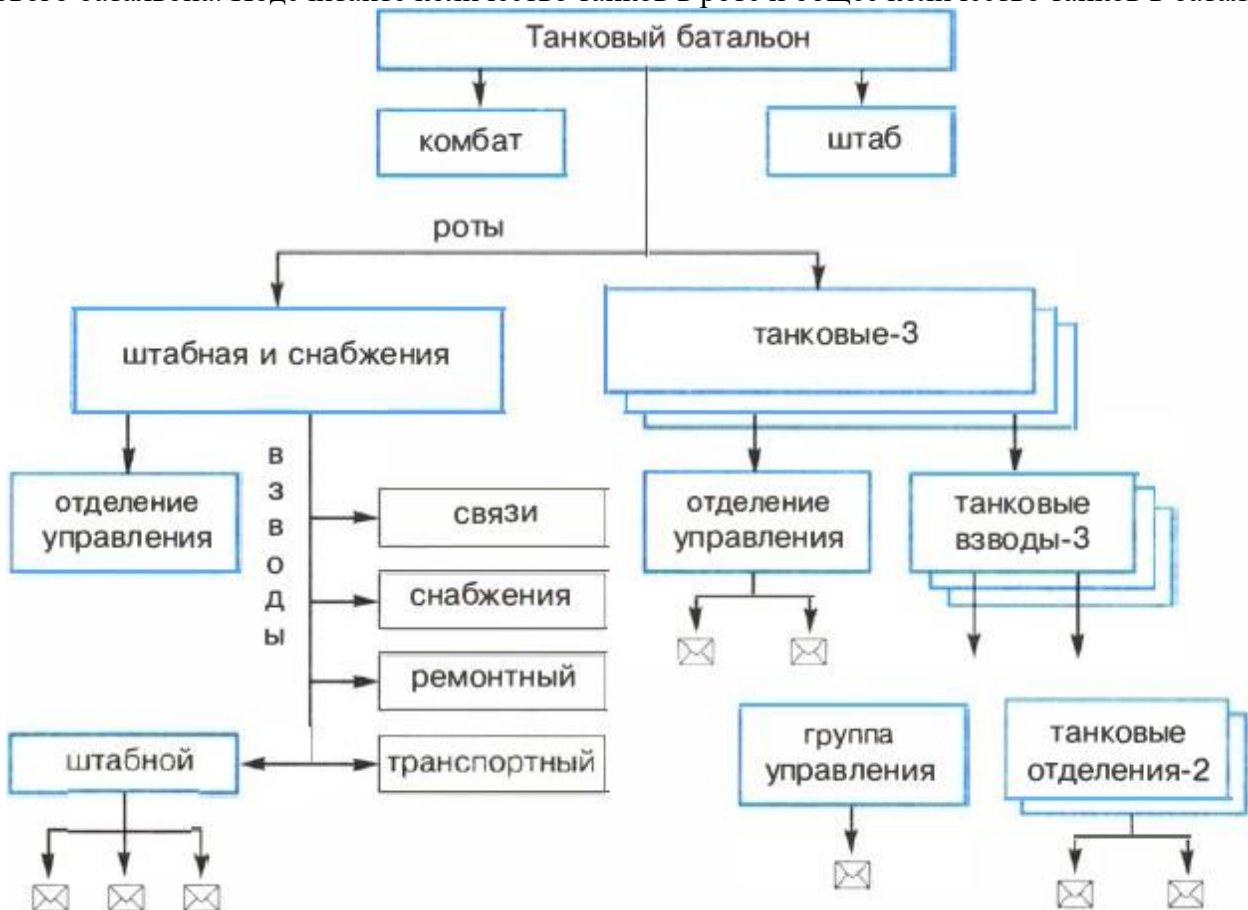 Танковый батальон
комбат
штаб
роты
штабная и снабжения
танковые-3
взводы
отделение
управления
связи
снабжения
ремонтный
транспортный
штабной
отделение
управления
танковые
взводы-3
группа
управления
танковые
отделения-2